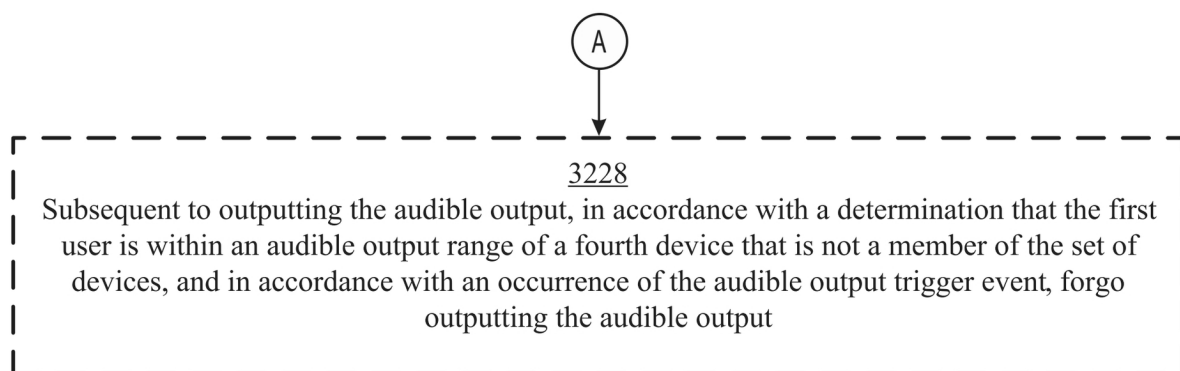 A
3228
Subsequent to outputting the audible output, in accordance with a determination that the first
user is within an audible output range of a fourth device that is not a member of the set of
devices, and in accordance with an occurrence of the audible output trigger event, forgo
outputting the audible output